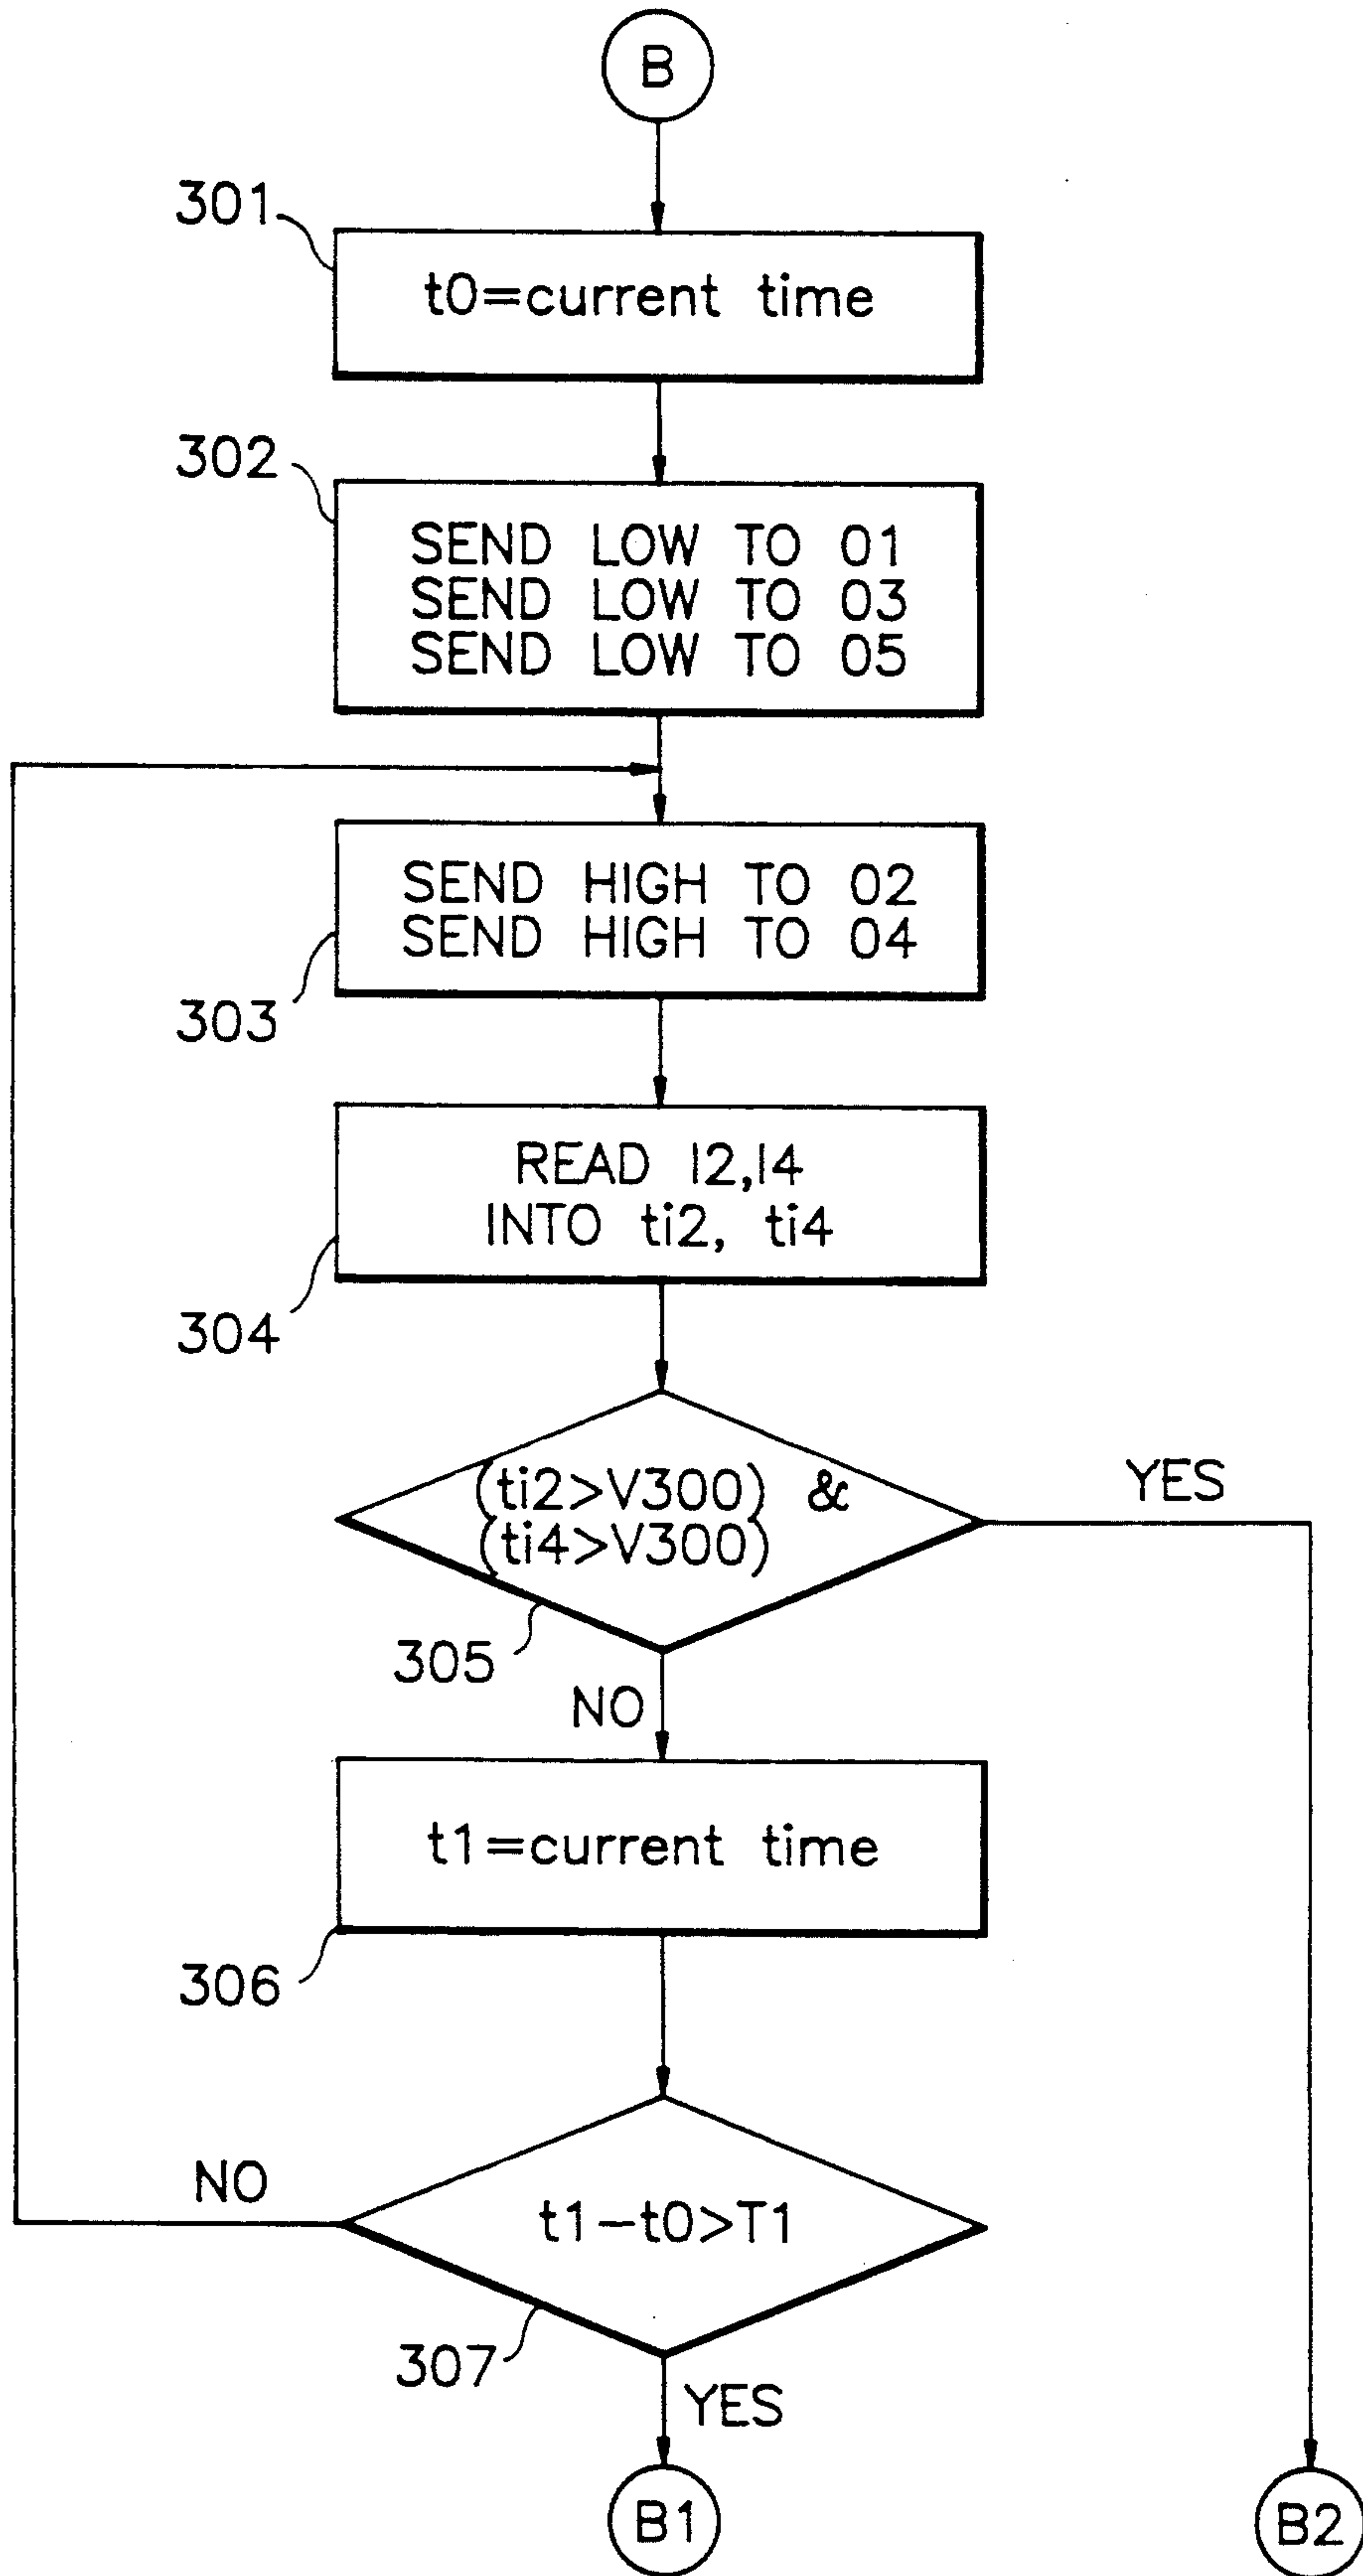 B
301
t0=current time
302
SEND LOW TO 01
SEND LOW TO 03
SEND LOW TO 05
SEND HIGH TO 02
SEND HIGH TO 04
303
READ I2,I4
INTO ti2, ti4
304
(ti2>V300) &
(ti4>V300)
YES
305
NO
t1=current time
306
NO
t1-t0>T1
307
YES
B1
B2